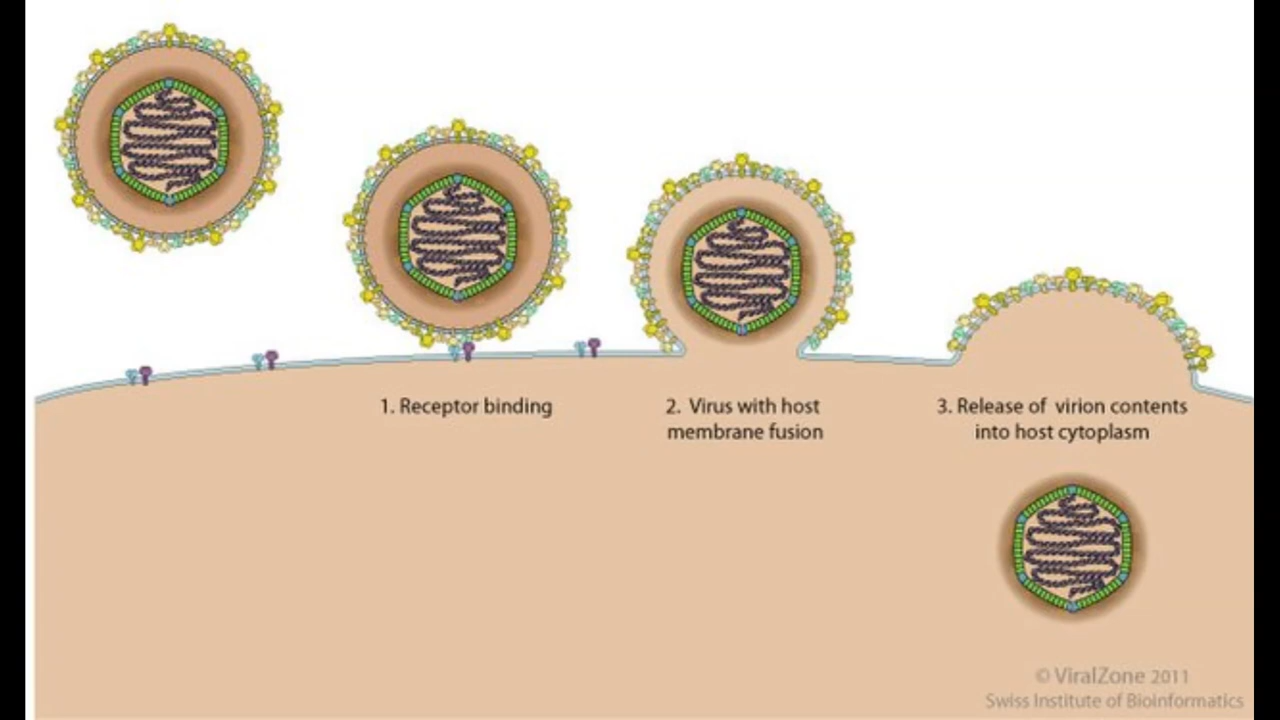 1. Receptor binding
2. Virus with host
membrane fusion
3. Release of virion contents
into host cytoplasm
© ViralZone 2011
Swiss Institute of Bioinformatics